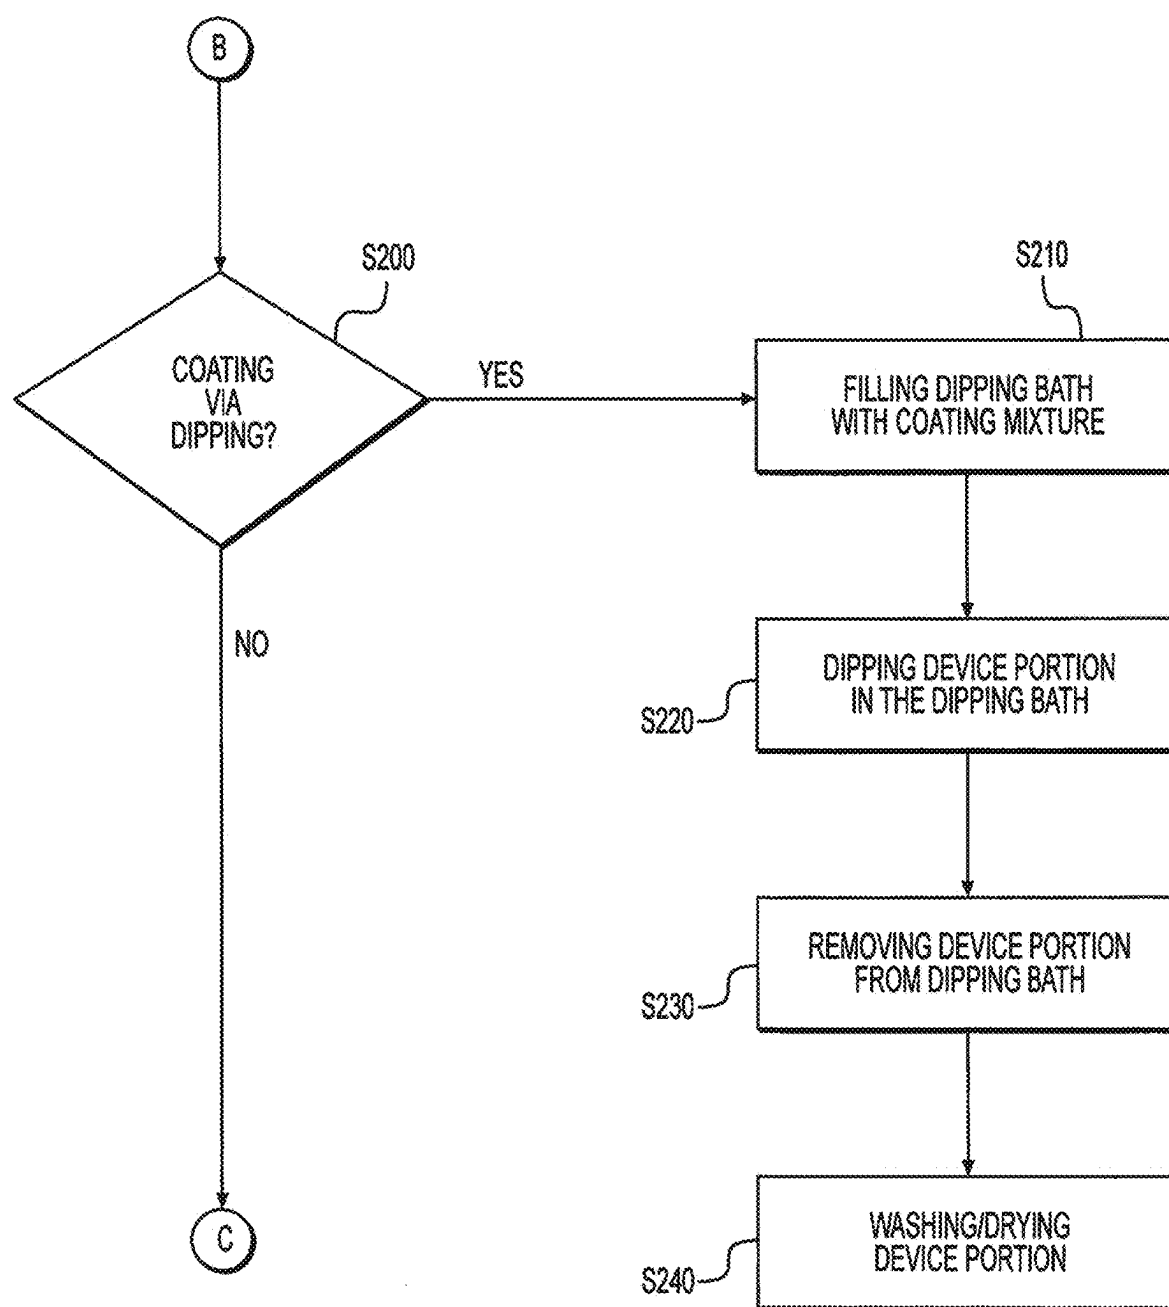 B
S200
S210
COATING
VIA
DIPPING?
YES
FILLING DIPPING BATH
WITH COATING MIXTURE
NO
DIPPING DEVICE PORTION
IN THE DIPPING BATH
S220
REMOVING DEVICE PORTION
FROM DIPPING BATH
S230
C
WASHING/DRYING
DEVICE PORTION
S240